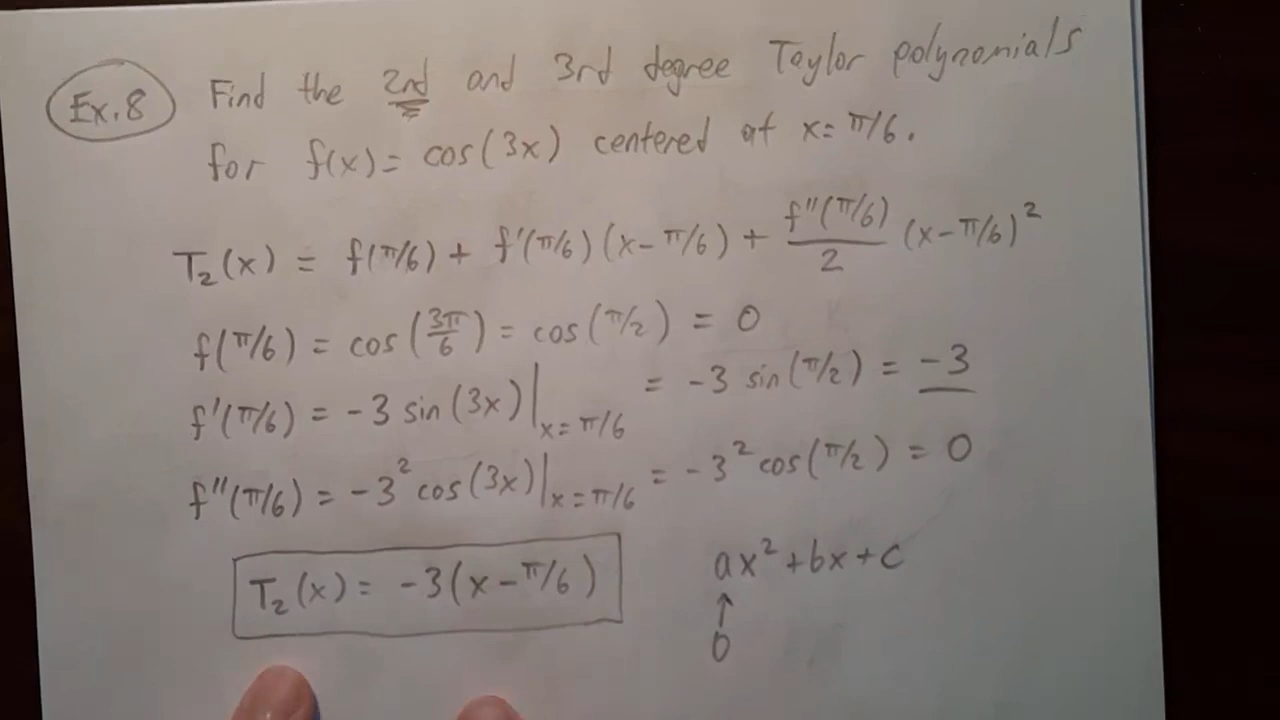 Ex. 8
Find the 2nd and 3rd degree Taylor polynomials
for f(x) = cos(3x) centered at x = π/6.
T₂(x) = f(π/6) + f'(π/6)(x - π/6) + f''(π/6)/2 (x - π/6)²
f(π/6) = cos(3π/6) = cos(π/2) = 0
f'(π/6) = -3 sin(3x)|x = π/6 = -3 sin(π/2) = -3
f''(π/6) = -3² cos(3x)|x = π/6 = -3² cos(π/2) = 0
T₂(x) = -3(x - π/6)
ax² + bx + c
↑
0